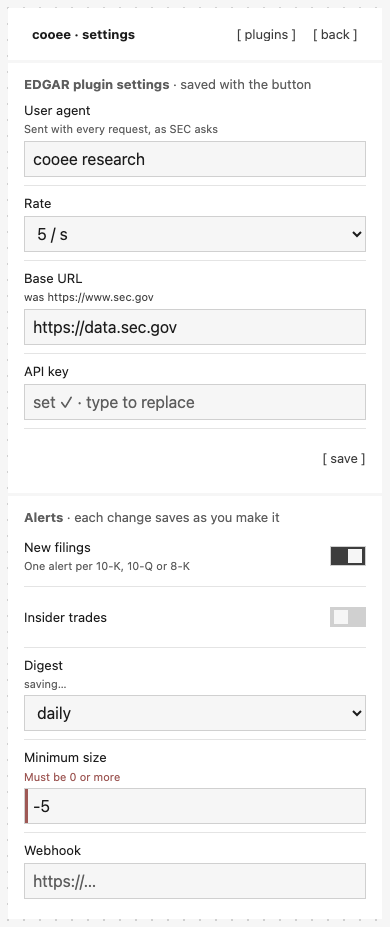 cooee · settings [ plugins ] [ back ]
EDGAR plugin settings · saved with the button
User agent
Sent with every request, as SEC asks
cooee research
Rate
5 / s
Base URL
was https://www.sec.gov
https://data.sec.gov
API key
set ✓ · type to replace
[ save ]
Alerts · each change saves as you make it
New filings
One alert per 10-K, 10-Q or 8-K
Insider trades
Digest
saving…
daily
Minimum size
Must be 0 or more
-5
Webhook
https://…